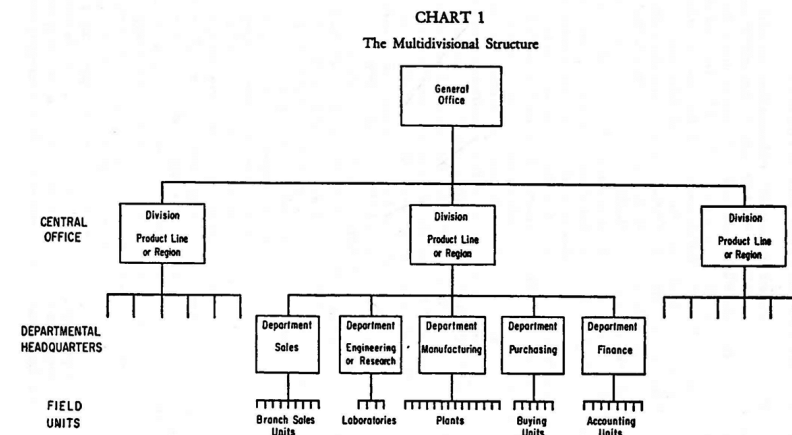 CHART 1
The Multidivisional Structure
General
Office
CENTRAL
OFFICE
Division
Product Line
or Region
Division
Product Line
or Region
Division
Product Line
or Region
DEPARTMENTAL
HEADQUARTERS
Department
Sales
Department
Engineering
or Research
Department
Manufacturing
Department
Purchasing
Department
Finance
FIELD
UNITS
Branch Sales
Units
Laboratories
Plants
Buying
Units
Accounting
Units